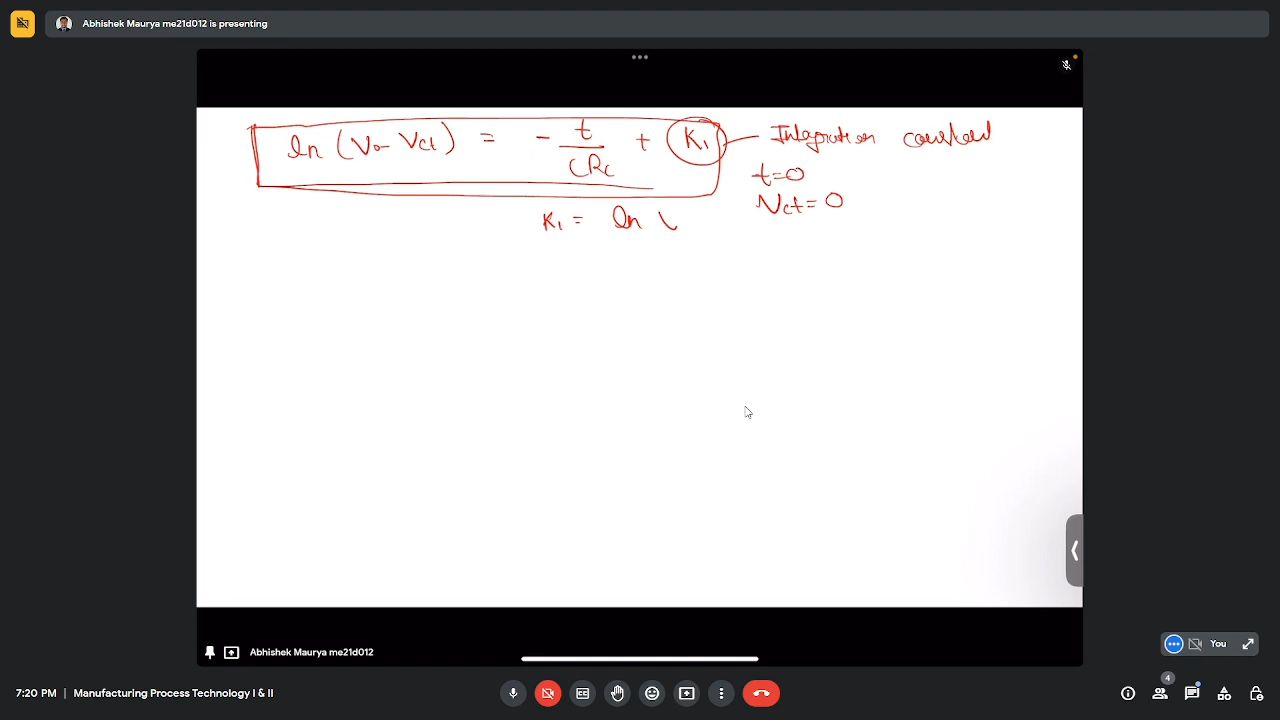 Abhishek Maurya me21d012 is presenting
ln (V0 - Vct) = - t / CRc + K1 Integration constant
t=0
Vct = 0
K1 = ln V
Abhishek Maurya me21d012
You
4
7:20 PM | Manufacturing Process Technology I & II